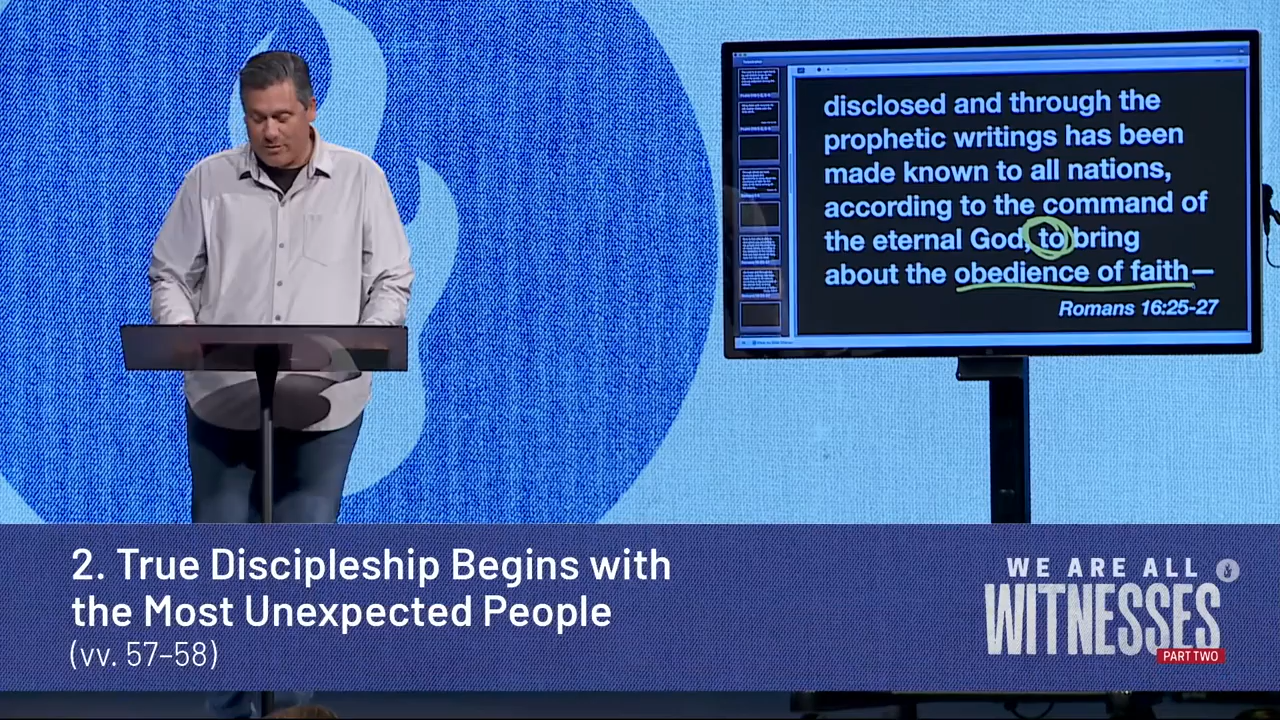 disclosed and through the
prophetic writings has been
made known to all nations,
according to the command of
the eternal God, to bring
about the obedience of faith—
Romans 16:25-27
2. True Discipleship Begins with
the Most Unexpected People
(vv. 57–58)
WE ARE ALL
WITNESSES
PART TWO